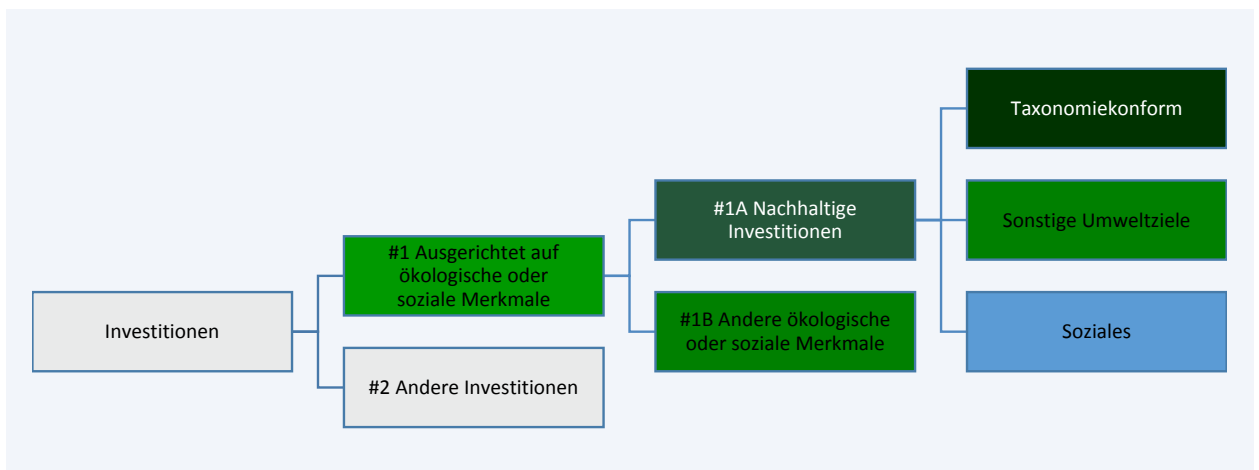 Investitionen
#1 Ausgerichtet auf
ökologische oder
soziale Merkmale
#2 Andere Investitionen
#1A Nachhaltige
Investitionen
#1B Andere ökologische
oder soziale Merkmale
Taxonomiekonform
Sonstige Umweltziele
Soziales